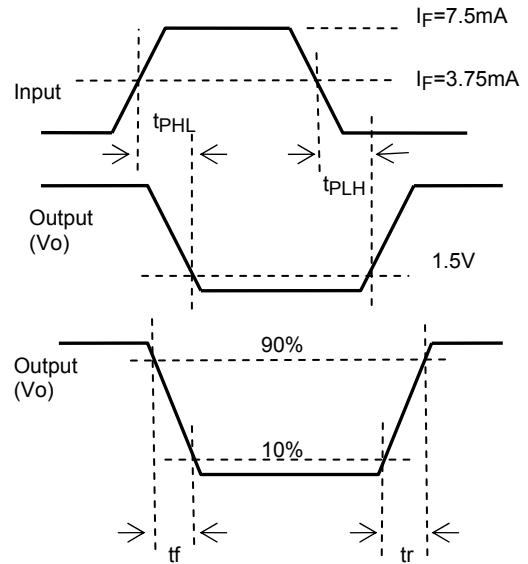 IF=7.5mA
IF=3.75mA
Input
tPHL
tPLH
Output
(Vo)
1.5V
Output
(Vo)
90%
10%
tf
tr